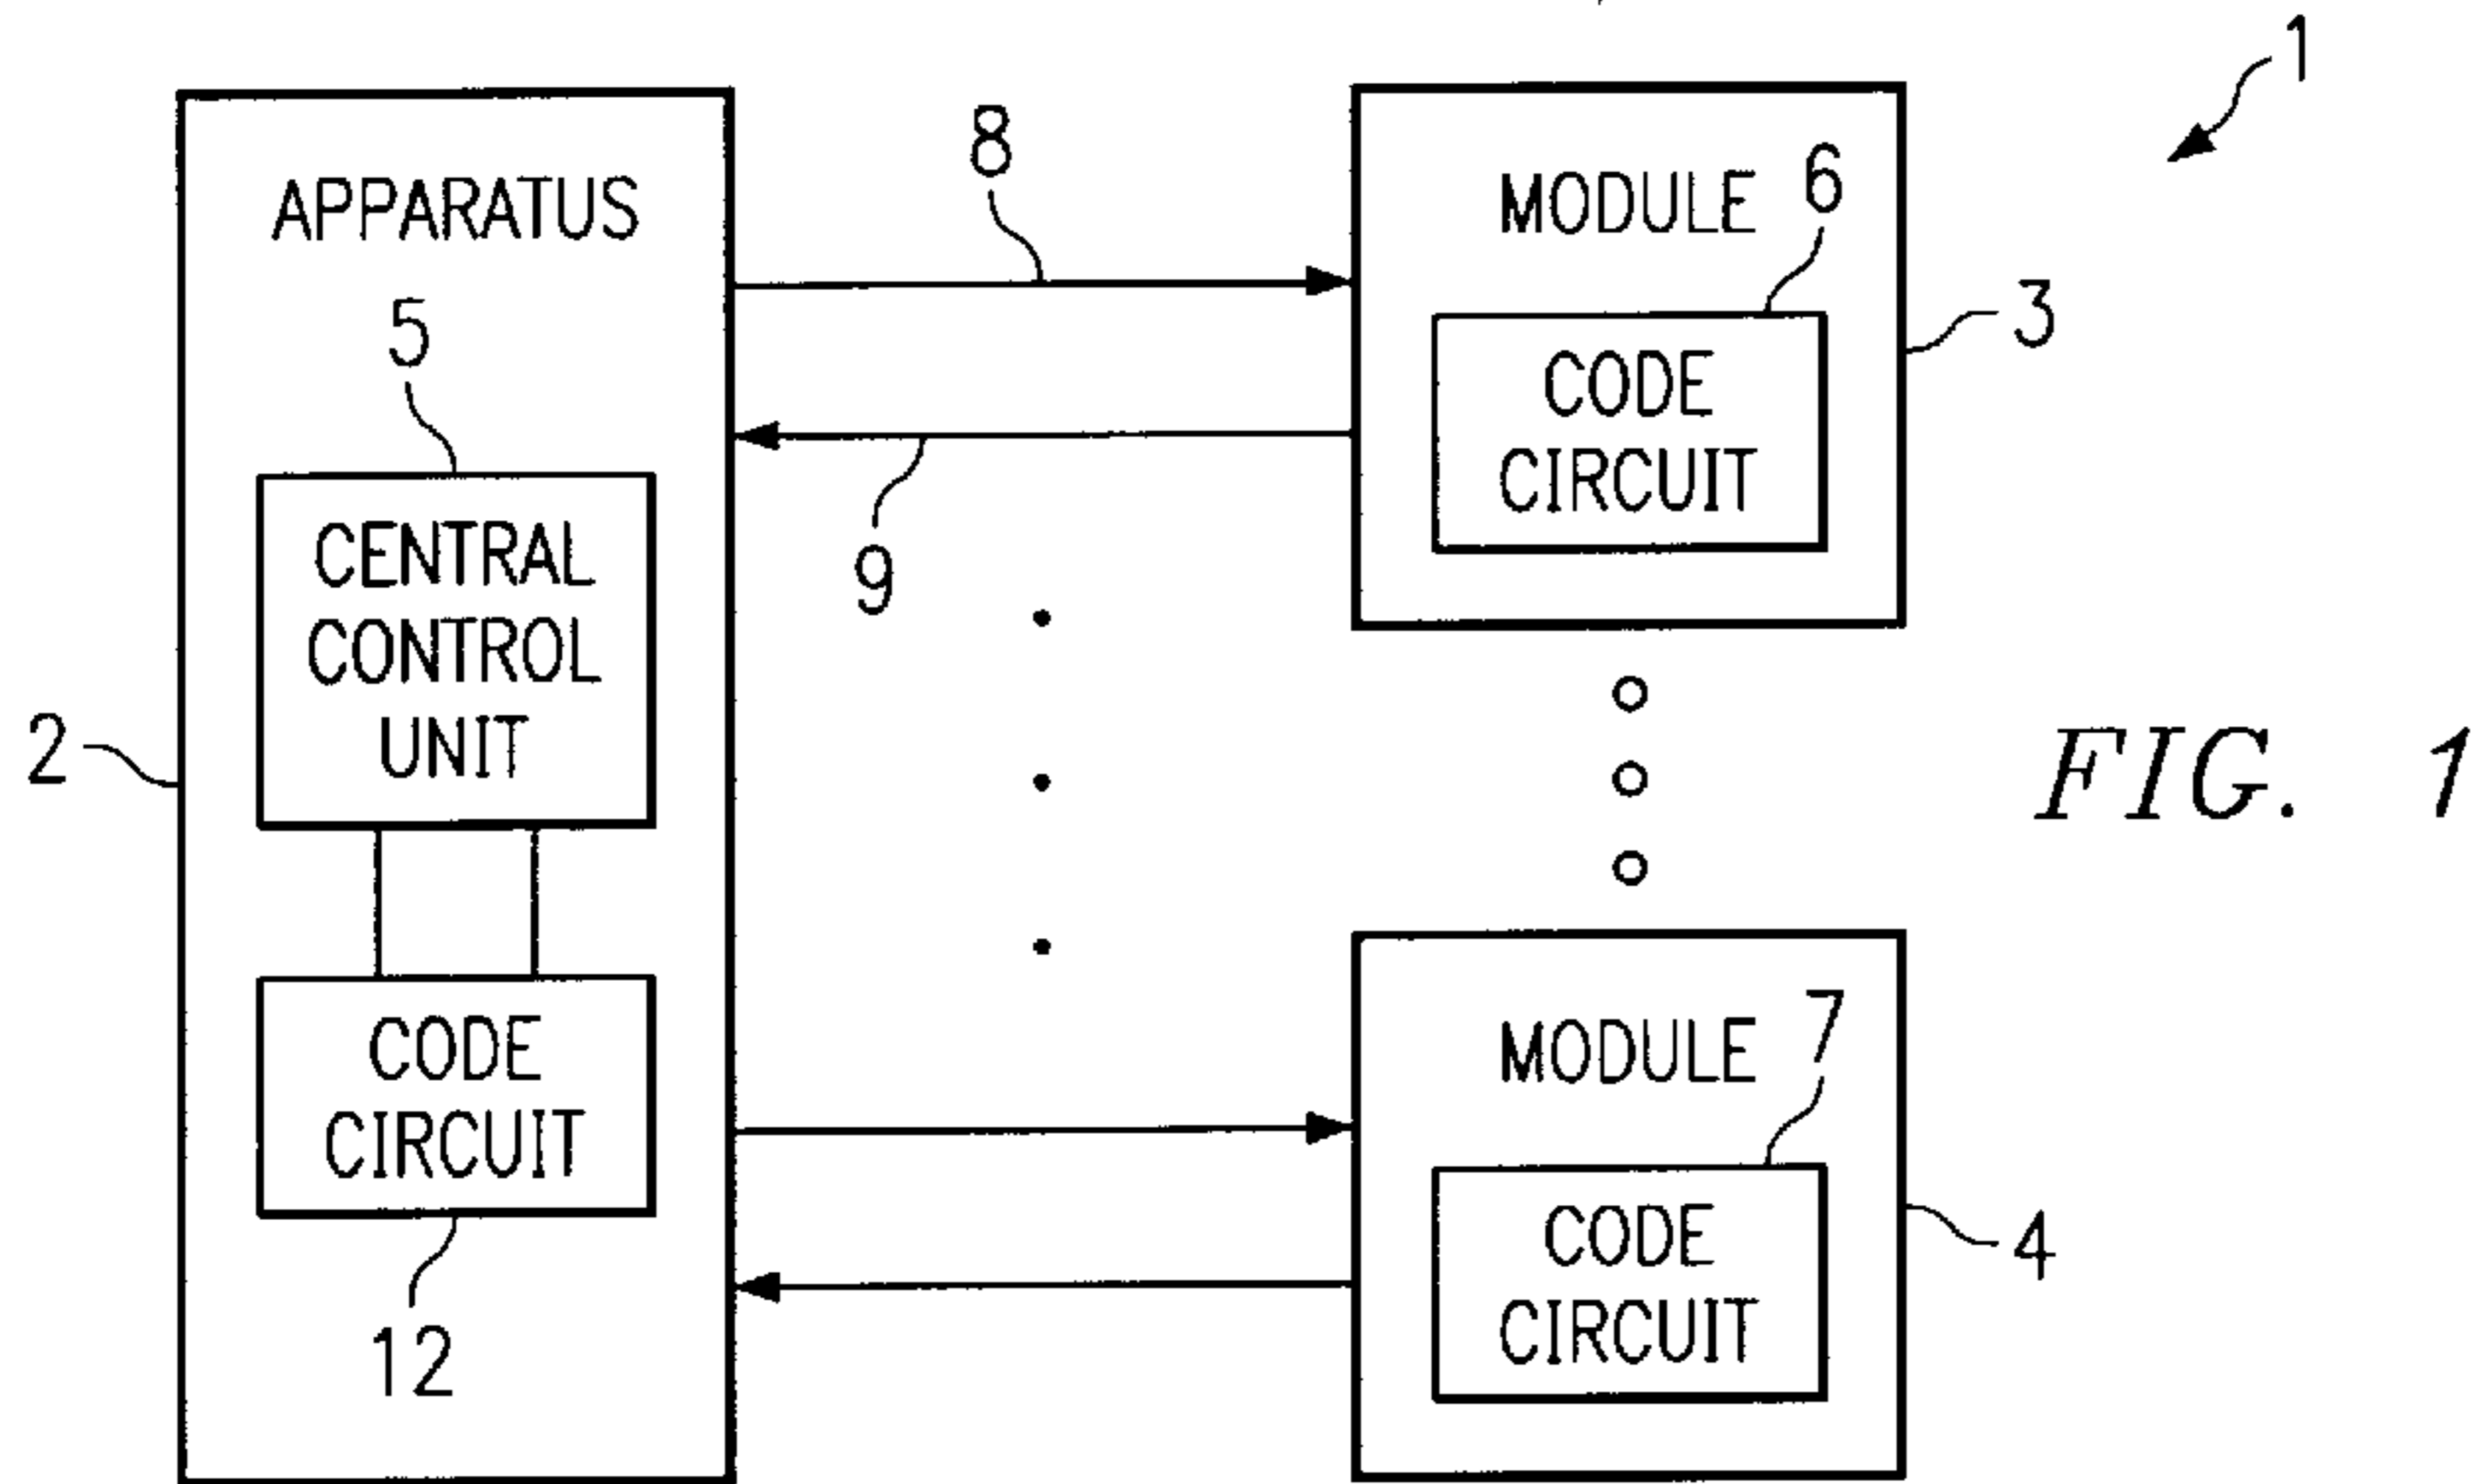 1
8
APPARATUS
MODULE
6
5
3
CODE
CIRCUIT
9
CENTRAL
CONTROL
UNIT
2
FIG. 1
CODE
CIRCUIT
12
MODULE
7
CODE
CIRCUIT
4